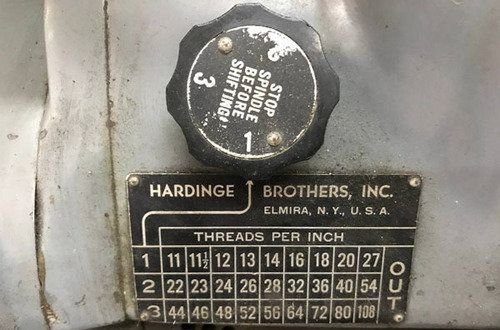 2
3
STOP
SPINDLE
BEFORE
SHIFTING!
1
HARDINGE BROTHERS, INC.
ELMIRA, N.Y., U.S.A.
THREADS PER INCH
1 11 11½ 12 13 14 16 18 20 27
2 22 23 24 26 28 32 36 40 54
3 44 46 48 52 56 64 72 80 108
OUT